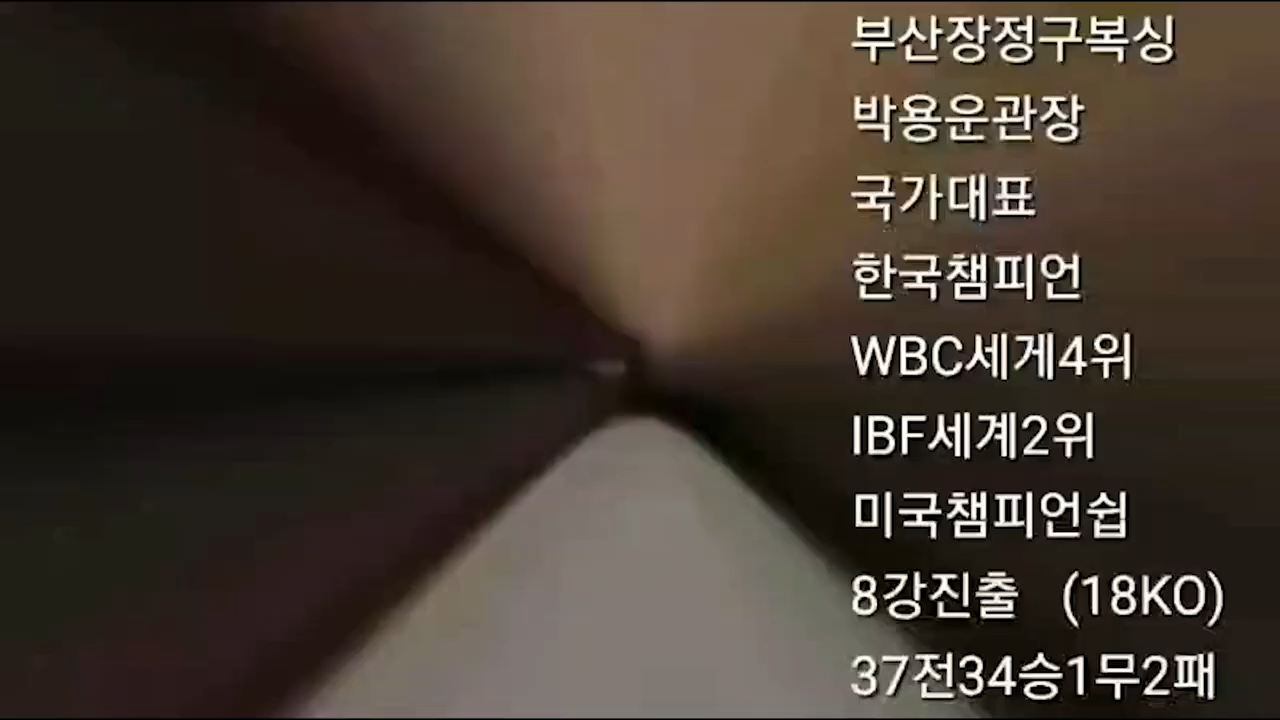 부산장정구복싱
박용운관장
국가대표
한국챔피언
WBC세게4위
IBF세계2위
미국챔피언쉽
8강진출 (18KO)
37전34승1무2패